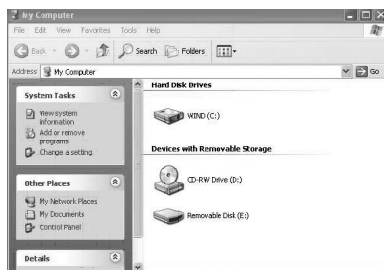 My Computer
File Edit View Favorites Tools Help
Back Search Folders
Address My Computer Go
System Tasks
View system
information
Add or remove
programs
Change a setting
Other Places
My Network Places
My Documents
Control Panel
Details
Hard Disk Drives
WIND (C:)
Devices with Removable Storage
CD-RW Drive (D:)
Removable Disk (E:)